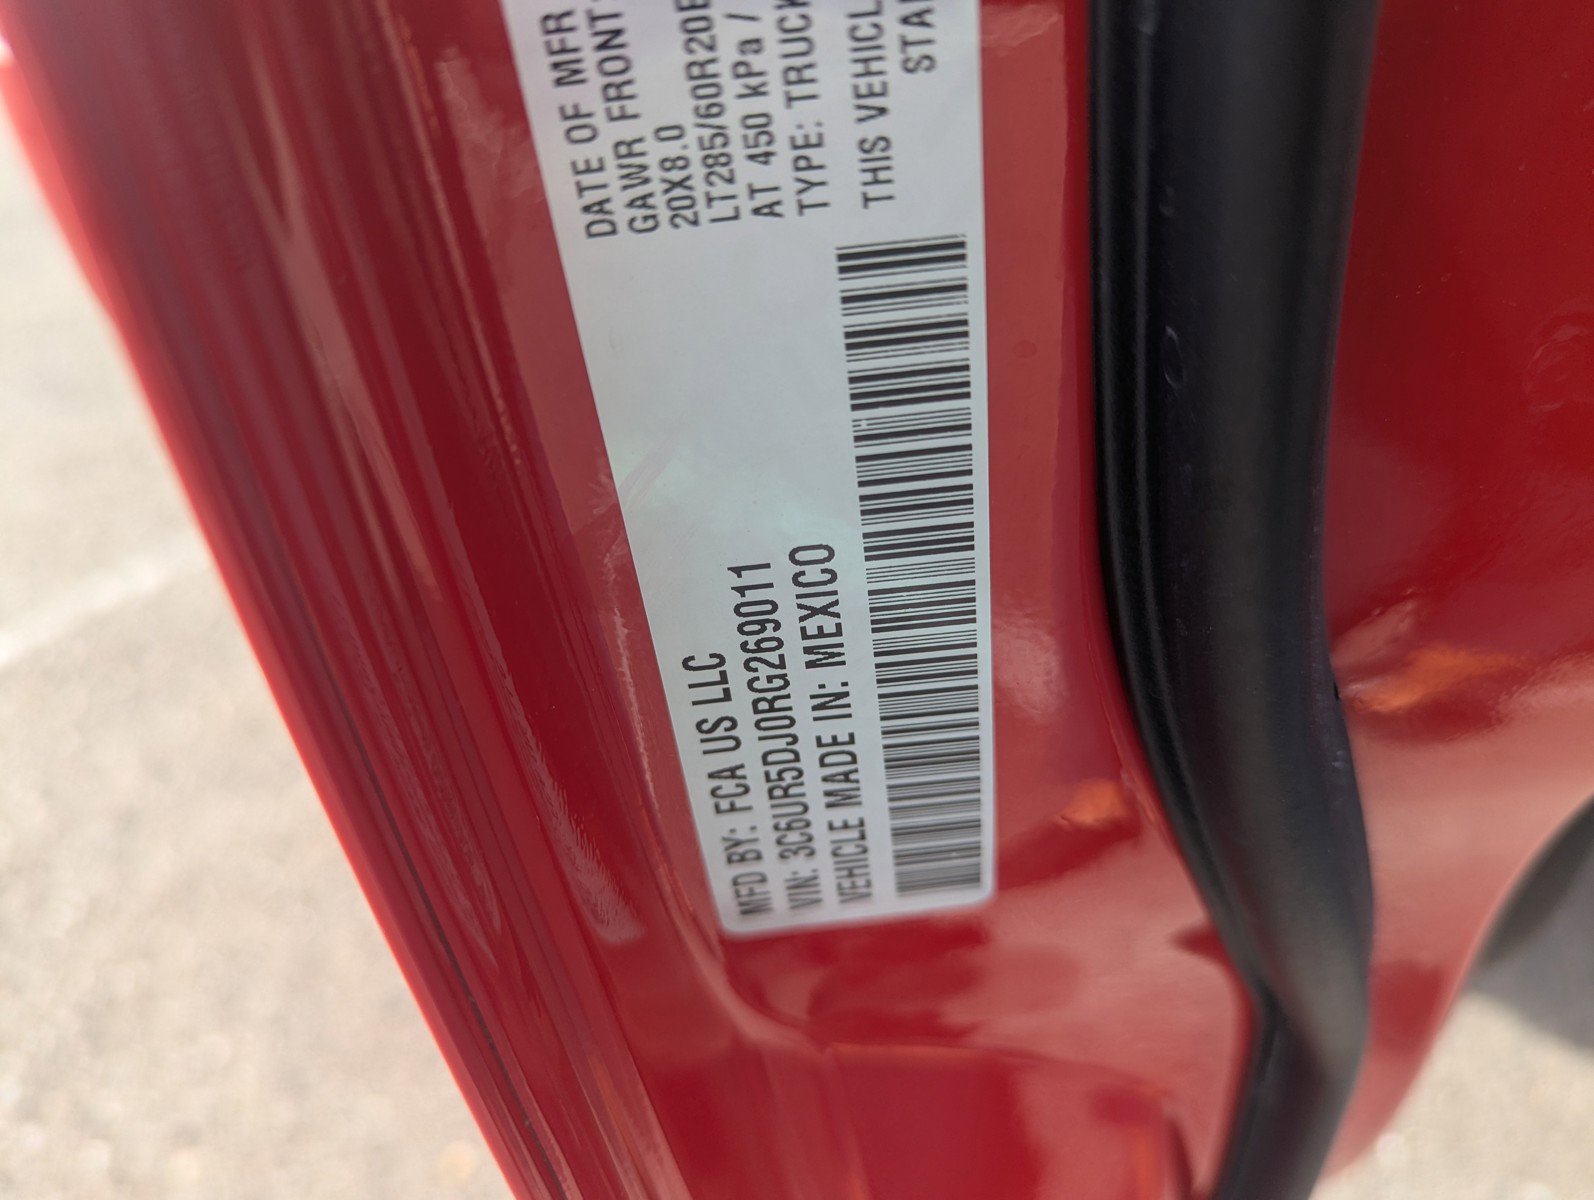 MFD BY: FCA US LLC
VIN: 3C6UR5DJ0RG269011
VEHICLE MADE IN: MEXICO
DATE OF MFR
GAWR FRONT:
20X8.0
LT285/60R20E
AT 450 kPa /
TYPE: TRUCK
THIS VEHICL
STAN